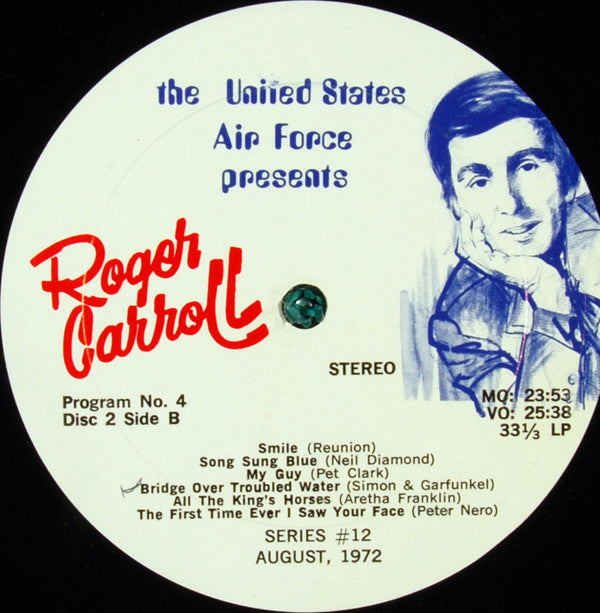 the United States
Air Force
presents
Roger
Carroll
STEREO
Program No. 4
Disc 2 Side B
MO: 23:53
VO: 25:38
33⅓ LP
Smile (Reunion)
Song Sung Blue (Neil Diamond)
My Guy (Pet Clark)
Bridge Over Troubled Water (Simon & Garfunkel)
All The King's Horses (Aretha Franklin)
The First Time Ever I Saw Your Face (Peter Nero)
SERIES #12
AUGUST, 1972